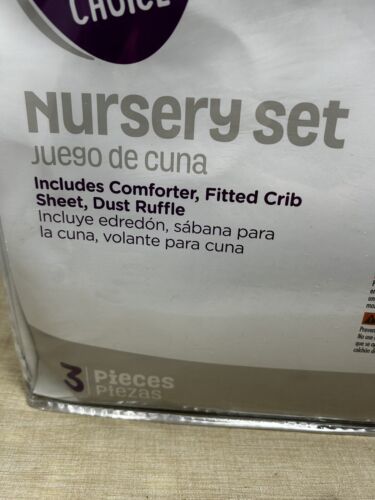 CHOICE
Nursery set
Juego de cuna
Includes Comforter, Fitted Crib
Sheet, Dust Ruffle
Incluye edredón, sábana para
la cuna, volante para cuna
3 Pieces
Piezas